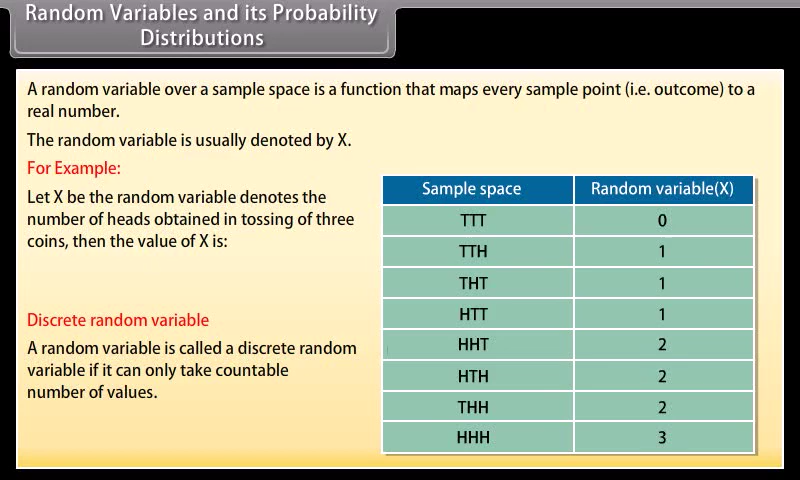 Random Variables and its Probability
Distributions
A random variable over a sample space is a function that maps every sample point (i.e. outcome) to a
real number.
The random variable is usually denoted by X.
For Example:
Let X be the random variable denotes the
number of heads obtained in tossing of three
coins, then the value of X is:
Discrete random variable
A random variable is called a discrete random
variable if it can only take countable
number of values.
Sample space Random variable(X)
TTT 0
TTH 1
THT 1
HTT 1
HHT 2
HTH 2
THH 2
HHH 3